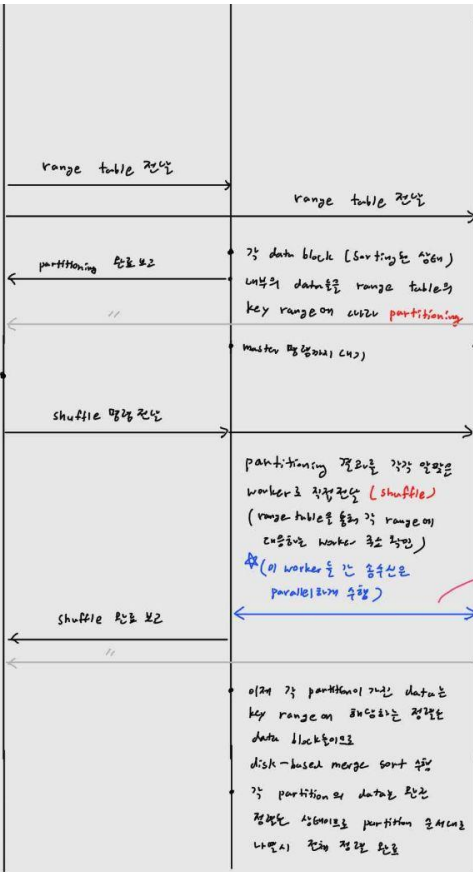 range table 전달
range table 전달
각 data block (sorting된 상태)
partitioning 완료 보고
내부의 data들을 range table의
key range에 따라 partitioning
〃
master 명령까지 대기
shuffle 명령 전달
partitioning 결과를 각각 알맞은
worker로 직접전달 (shuffle)
(range table을 통해 각 range에
대응하는 worker 주소 확인)
☆(이 worker들 간 송수신은
parallel하게 수행)
shuffle 완료 보고
〃
이제 각 partition이 가진 data는
key range에 해당하는 정렬된
data block들이므로
disk-based merge sort 수행
각 partition의 data는 완전
정렬된 상태이므로 partition 순서대로
나열시 전체 정렬 완료